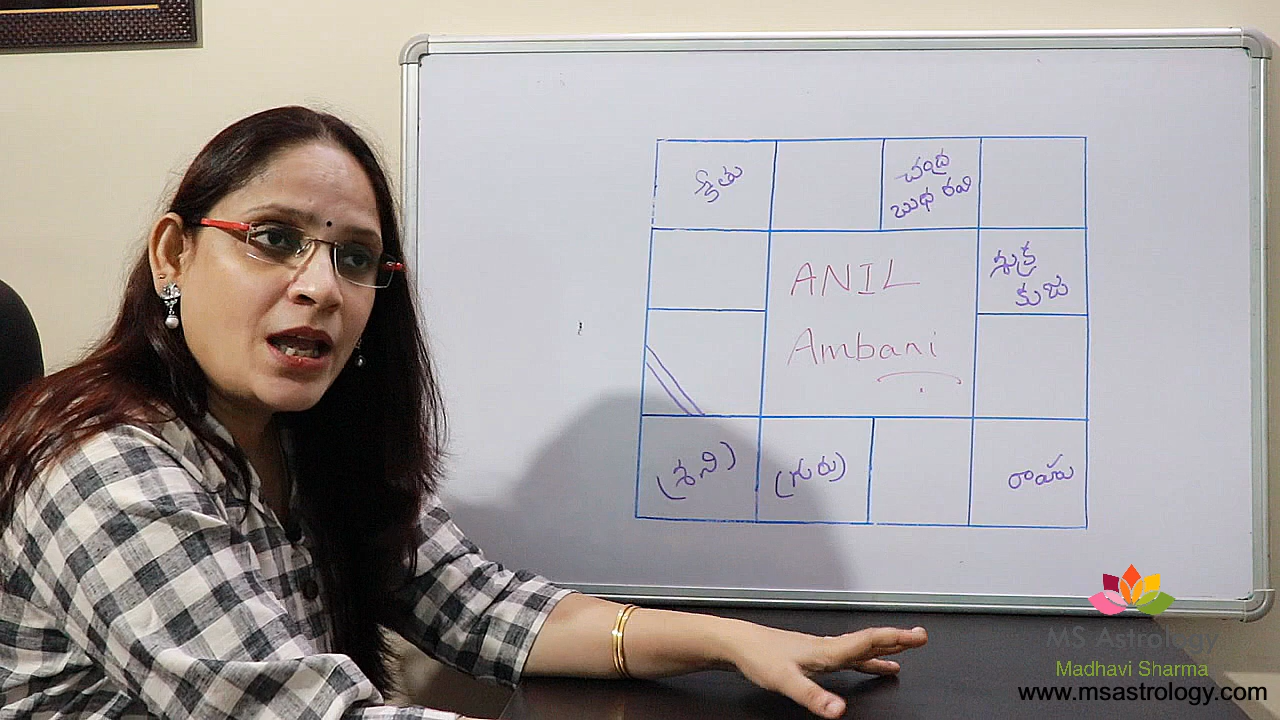 కేతు
చంద్ర
బుధ రవి
శుక్ర
కుజ
ANIL
Ambani
(శని)
(గురు)
రాహు
MS Astrology
Madhavi Sharma
www.msastrology.com